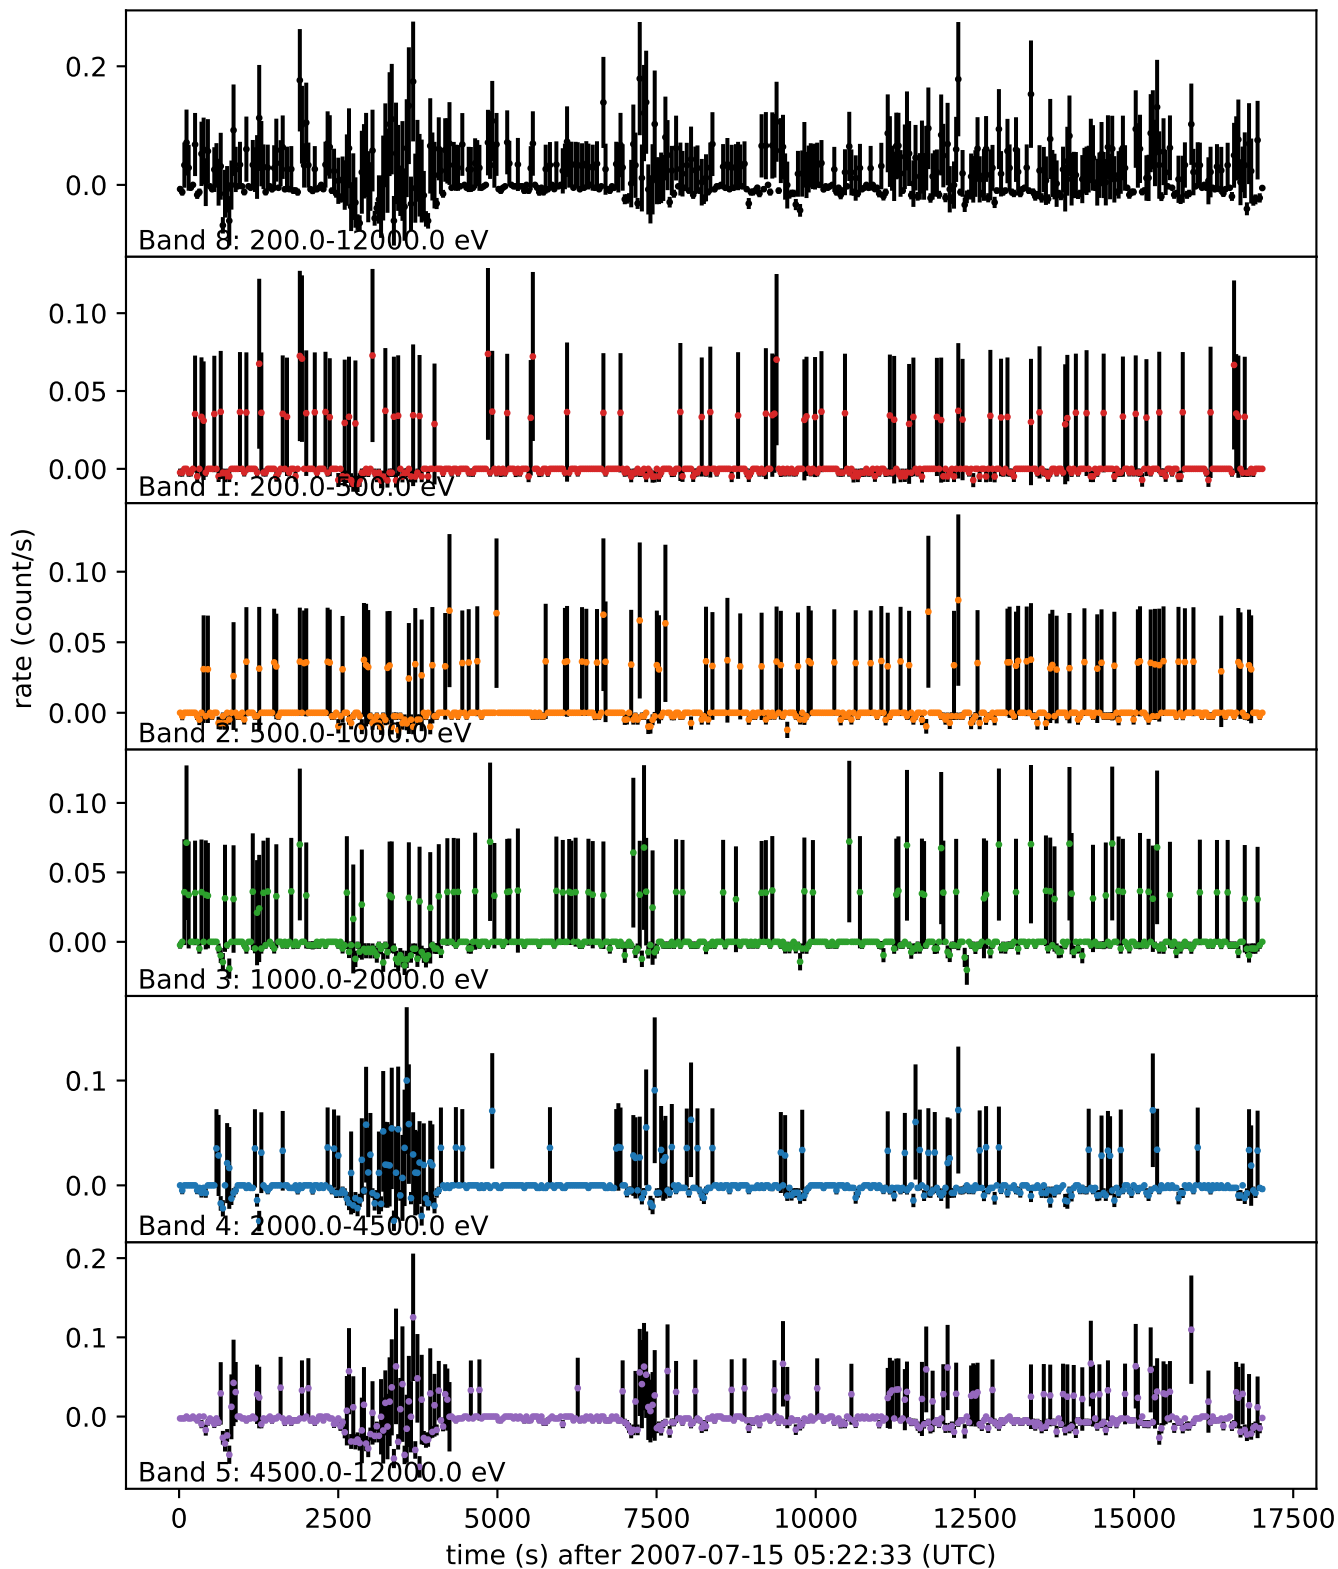 0.2
0.0
Band 8: 200.0-12000.0 eV
0.10
0.05
0.00
Band 1: 200.0-500.0 eV
rate (count/s)
0.10
0.05
0.00
Band 2: 500.0-1000.0 eV
0.10
0.05
0.00
Band 3: 1000.0-2000.0 eV
0.1
0.0
Band 4: 2000.0-4500.0 eV
0.2
0.1
0.0
Band 5: 4500.0-12000.0 eV
0 2500 5000 7500 10000 12500 15000 17500
time (s) after 2007-07-15 05:22:33 (UTC)